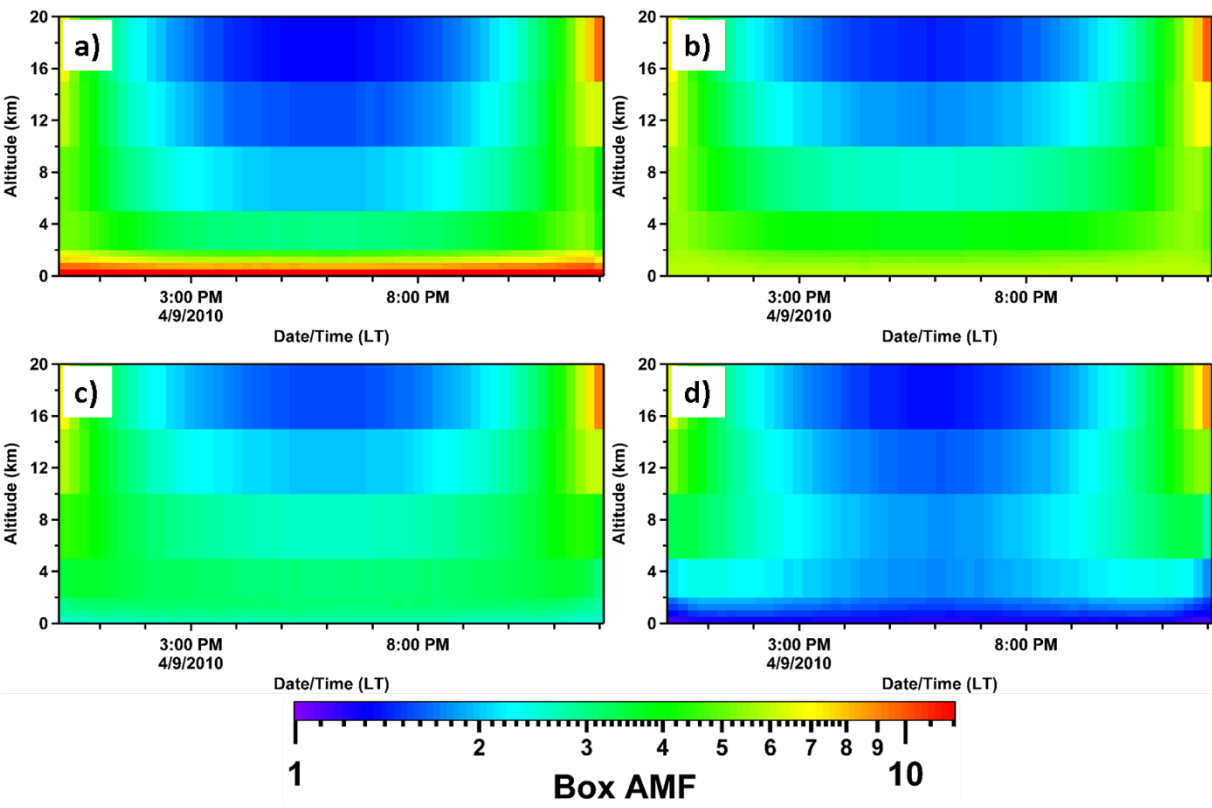 a)
20
16
12
8
4
0
Altitude (km)
3:00 PM
4/9/2010
8:00 PM
Date/Time (LT)
b)
20
16
12
8
4
0
Altitude (km)
3:00 PM
4/9/2010
8:00 PM
Date/Time (LT)
c)
20
16
12
8
4
0
Altitude (km)
3:00 PM
4/9/2010
8:00 PM
Date/Time (LT)
d)
20
16
12
8
4
0
Altitude (km)
3:00 PM
4/9/2010
8:00 PM
Date/Time (LT)
1 2 3 4 5 6 7 8 9 10
Box AMF